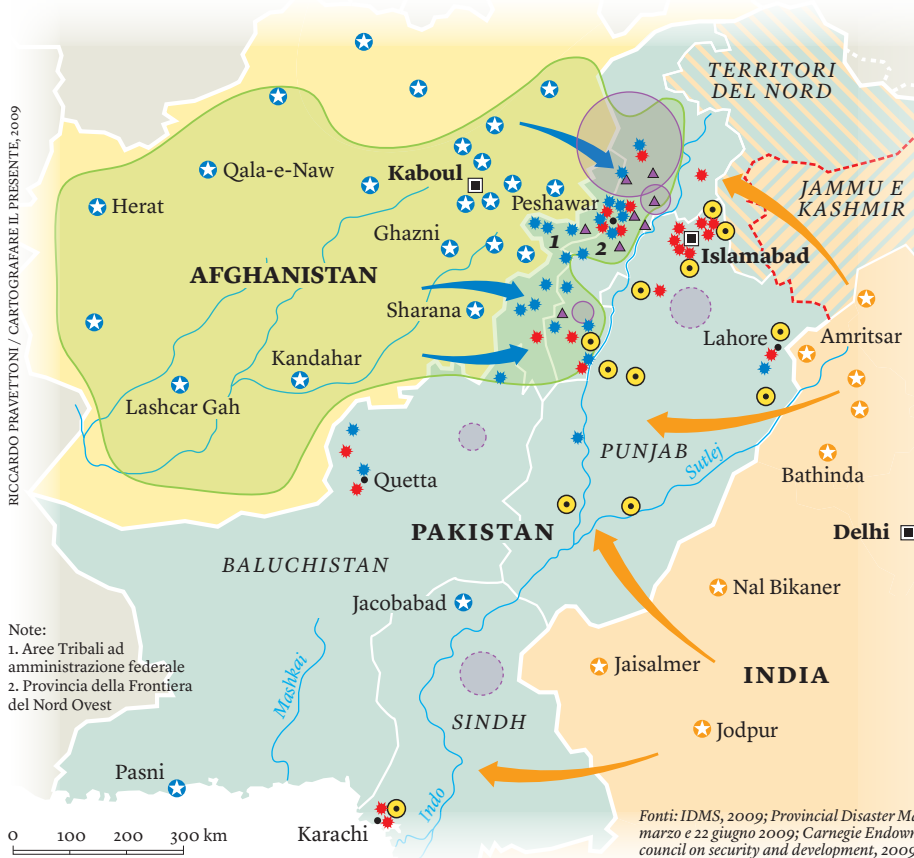 RICCARDO PRAVETTONI / CARTOGRAFARE IL PRESENTE, 2009
TERRITORI
DEL NORD
JAMMU E
KASHMIR
Qala-e-Naw
Kaboul
Herat
Peshawar
Ghazni
1
2
Islamabad
AFGHANISTAN
Sharana
Lahore
Amritsar
Kandahar
Lashcar Gah
PUNJAB
Sutlej
Quetta
Bathinda
PAKISTAN
Delhi
BALUCHISTAN
Nal Bikaner
Jacobabad
Note:
1. Aree Tribali ad
amministrazione federale
2. Provincia della Frontiera
del Nord Ovest
Mashkai
Jaisalmer
INDIA
SINDH
Jodpur
Pasni
Indo
Karachi
0 100 200 300 km
Fonti: IDMS, 2009; Provincial Disaster Ma
marzo e 22 giugno 2009; Carnegie Endown
council on security and development, 2009